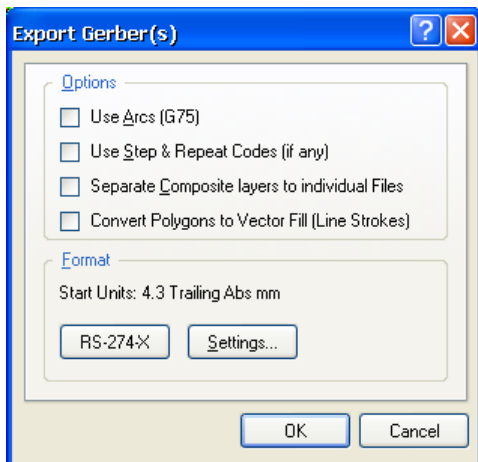 Export Gerber(s)
Options
Use Arcs (G75)
Use Step & Repeat Codes (if any)
Separate Composite layers to individual Files
Convert Polygons to Vector Fill (Line Strokes)
Format
Start Units: 4.3 Trailing Abs mm
RS-274-X Settings...
OK Cancel